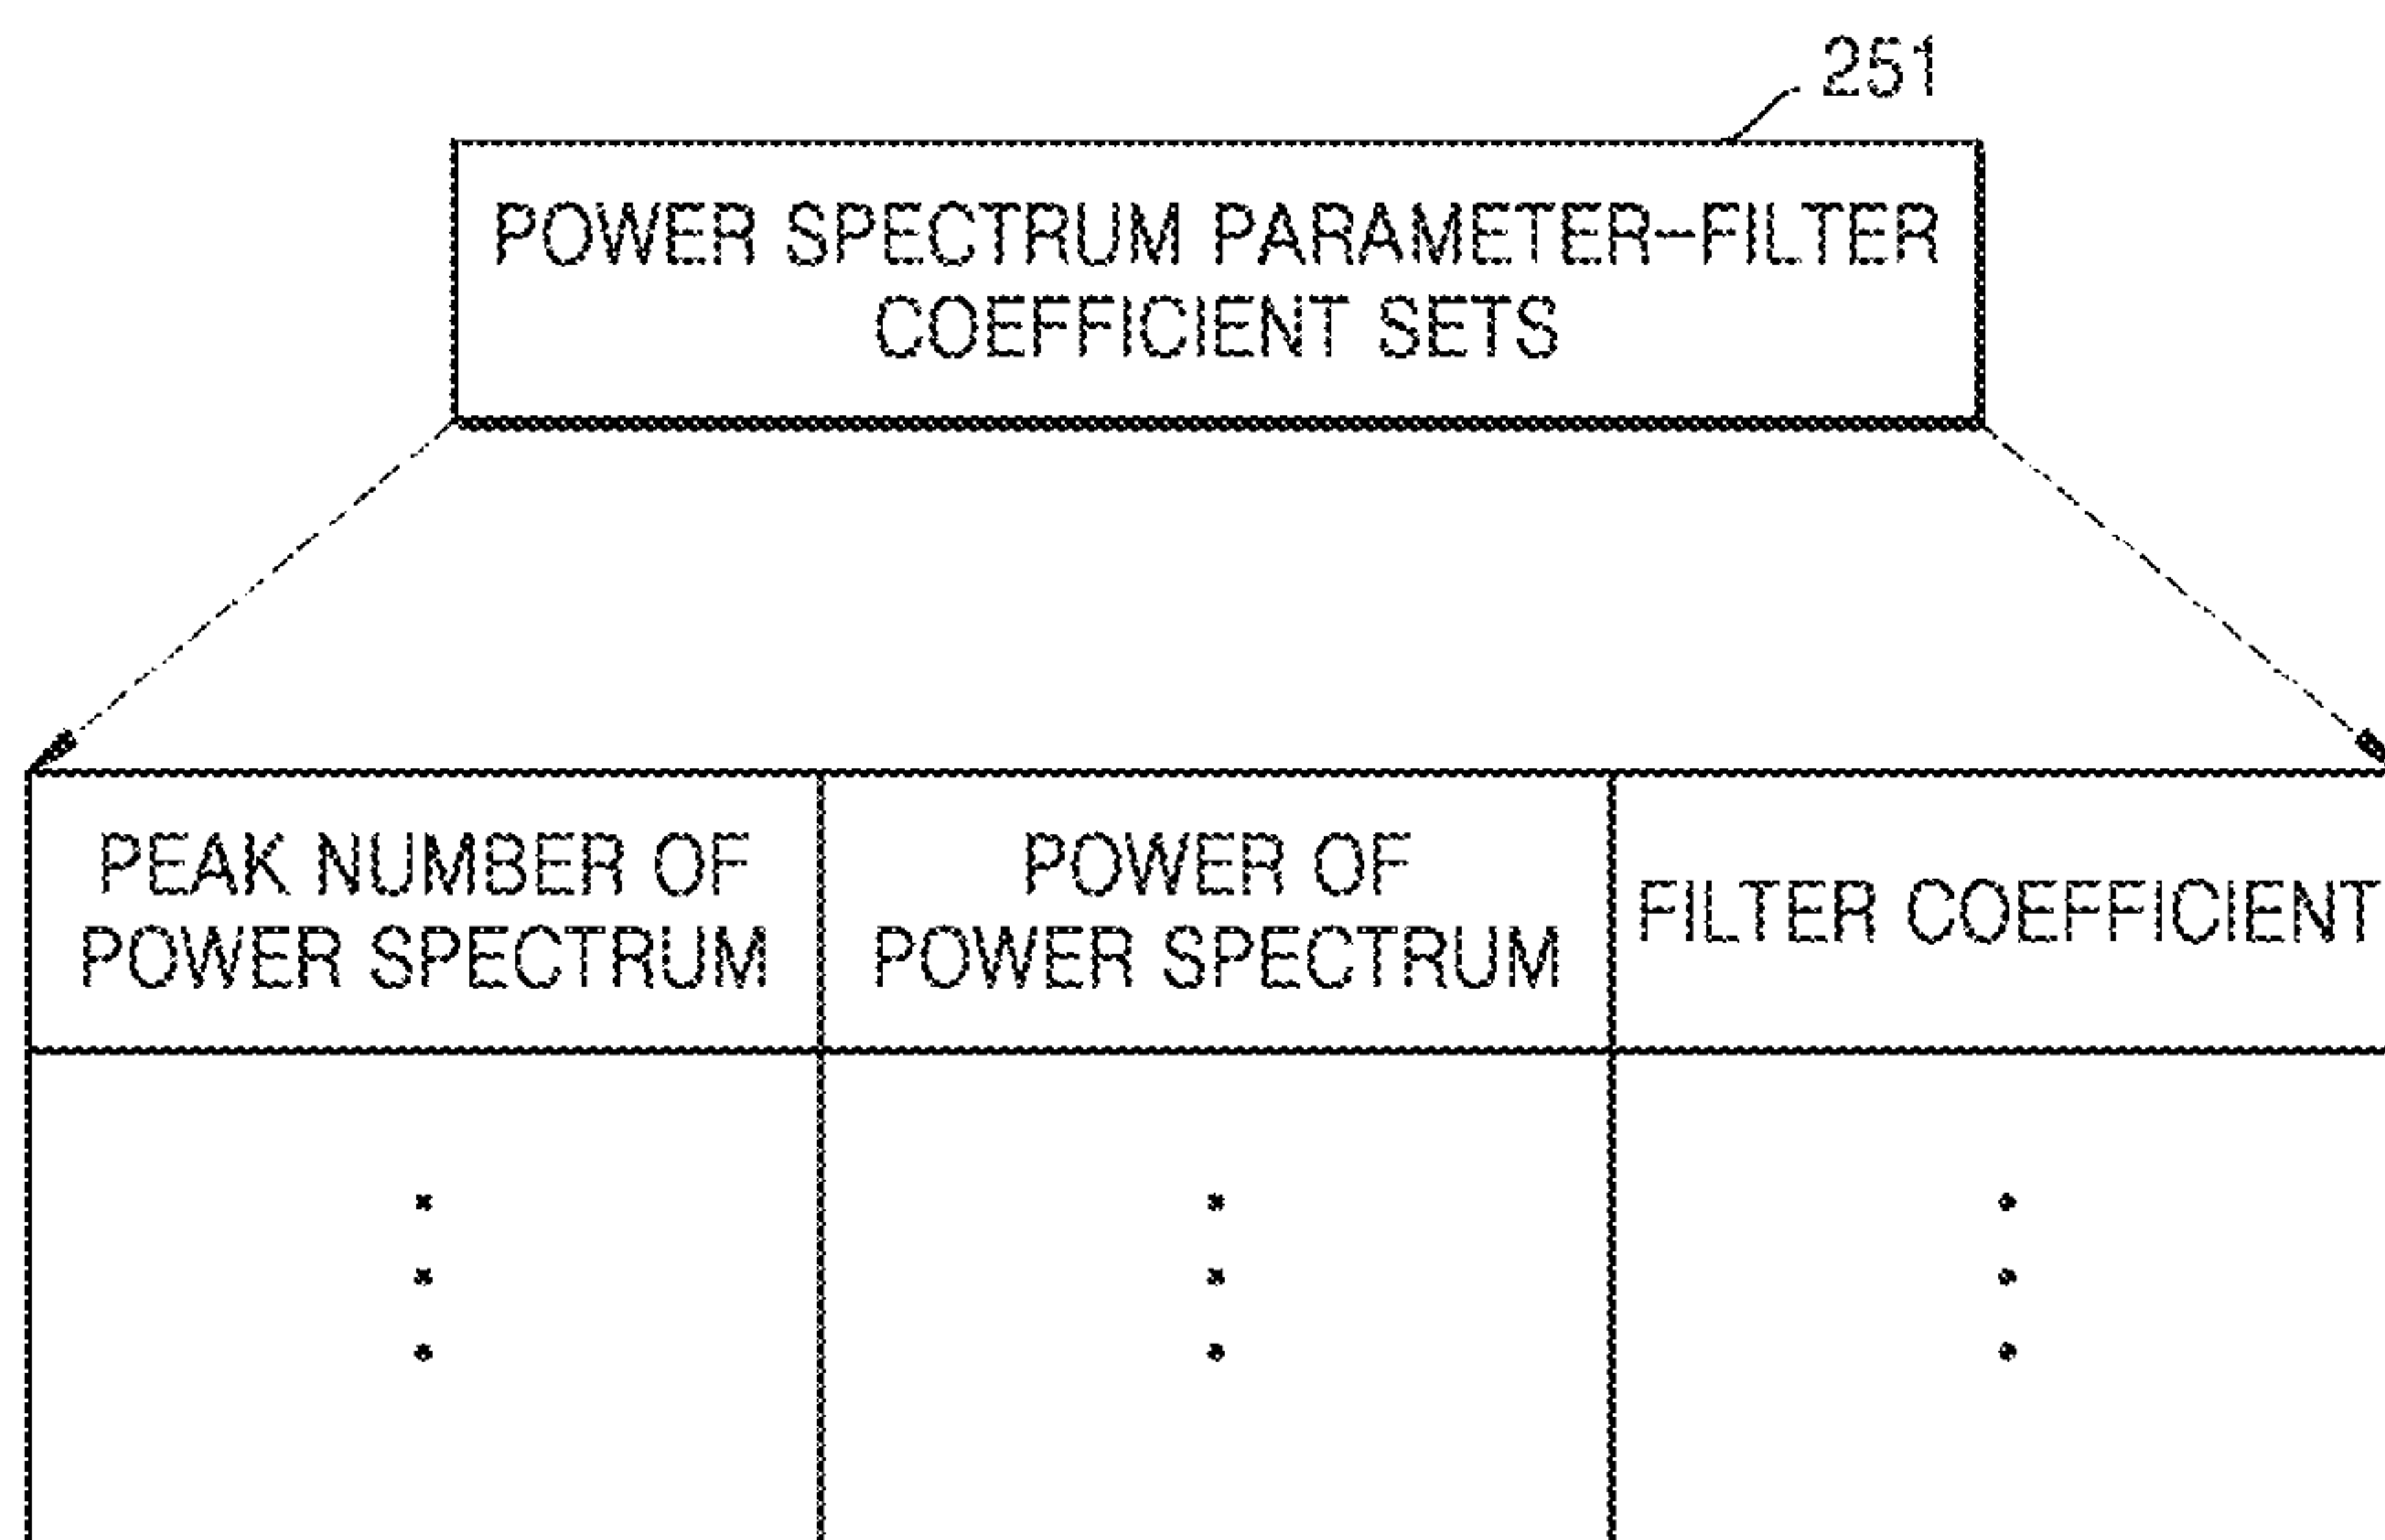 251
POWER SPECTRUM PARAMETER-FILTER
COEFFICIENT SETS
PEAK NUMBER OF
POWER SPECTRUM
POWER OF
POWER SPECTRUM
FILTER COEFFICIENT